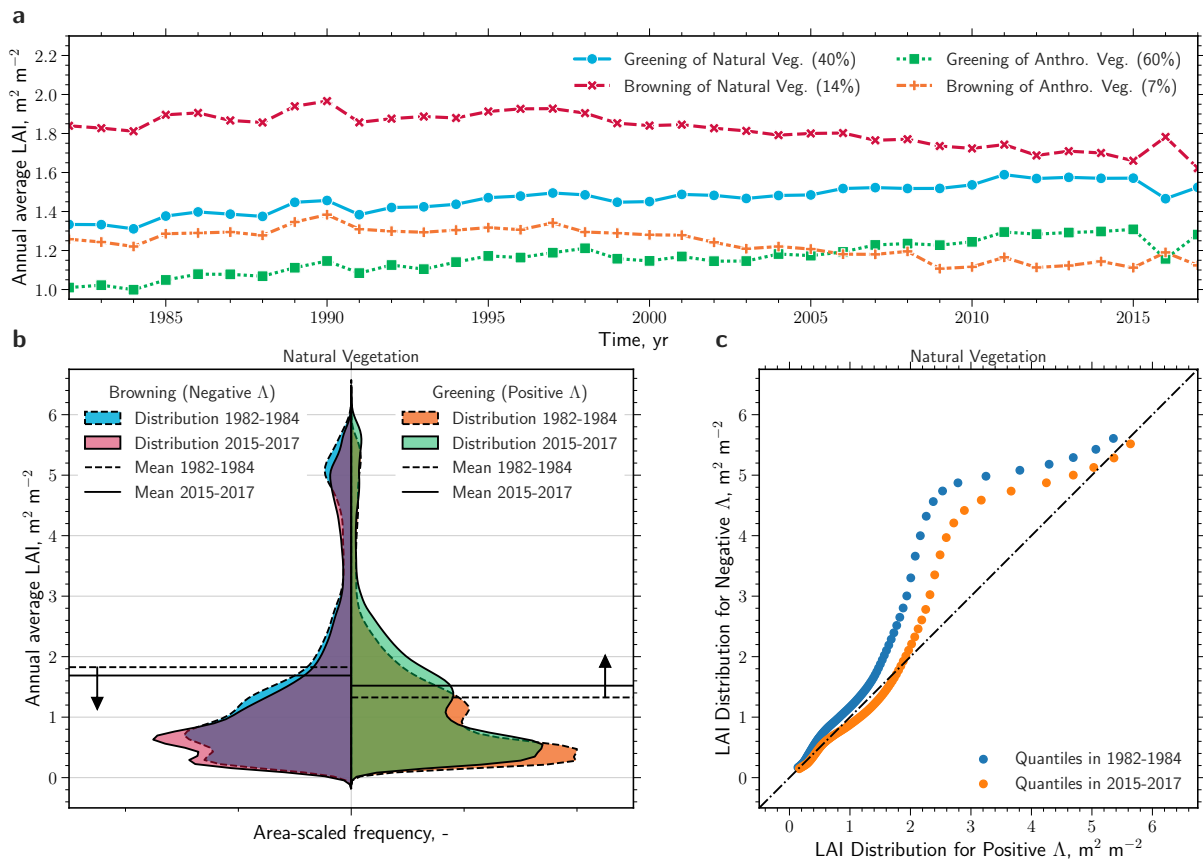 a
Annual average LAI, m² m⁻²
2.2
2.0
1.8
1.6
1.4
1.2
1.0
Greening of Natural Veg. (40%)
Browning of Natural Veg. (14%)
Greening of Anthro. Veg. (60%)
Browning of Anthro. Veg. (7%)
1985
1990
1995
2000
2005
2010
2015
Time, yr
b
Natural Vegetation
Annual average LAI, m² m⁻²
6
5
4
3
2
1
0
Browning (Negative Λ)
Distribution 1982-1984
Distribution 2015-2017
Mean 1982-1984
Mean 2015-2017
Greening (Positive Λ)
Distribution 1982-1984
Distribution 2015-2017
Mean 1982-1984
Mean 2015-2017
Area-scaled frequency, -
c
Natural Vegetation
LAI Distribution for Negative Λ, m² m⁻²
6
5
4
3
2
1
0
Quantiles in 1982-1984
Quantiles in 2015-2017
0
1
2
3
4
5
6
LAI Distribution for Positive Λ, m² m⁻²